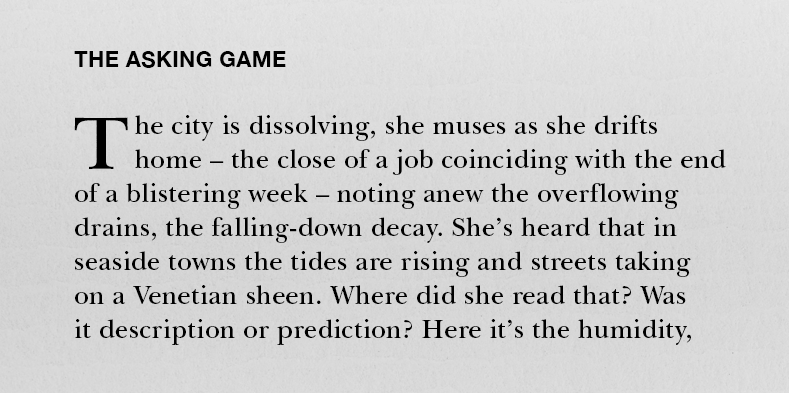 THE ASKING GAME
The city is dissolving, she muses as she drifts
home – the close of a job coinciding with the end
of a blistering week – noting anew the overflowing
drains, the falling-down decay. She's heard that in
seaside towns the tides are rising and streets taking
on a Venetian sheen. Where did she read that? Was
it description or prediction? Here it's the humidity,